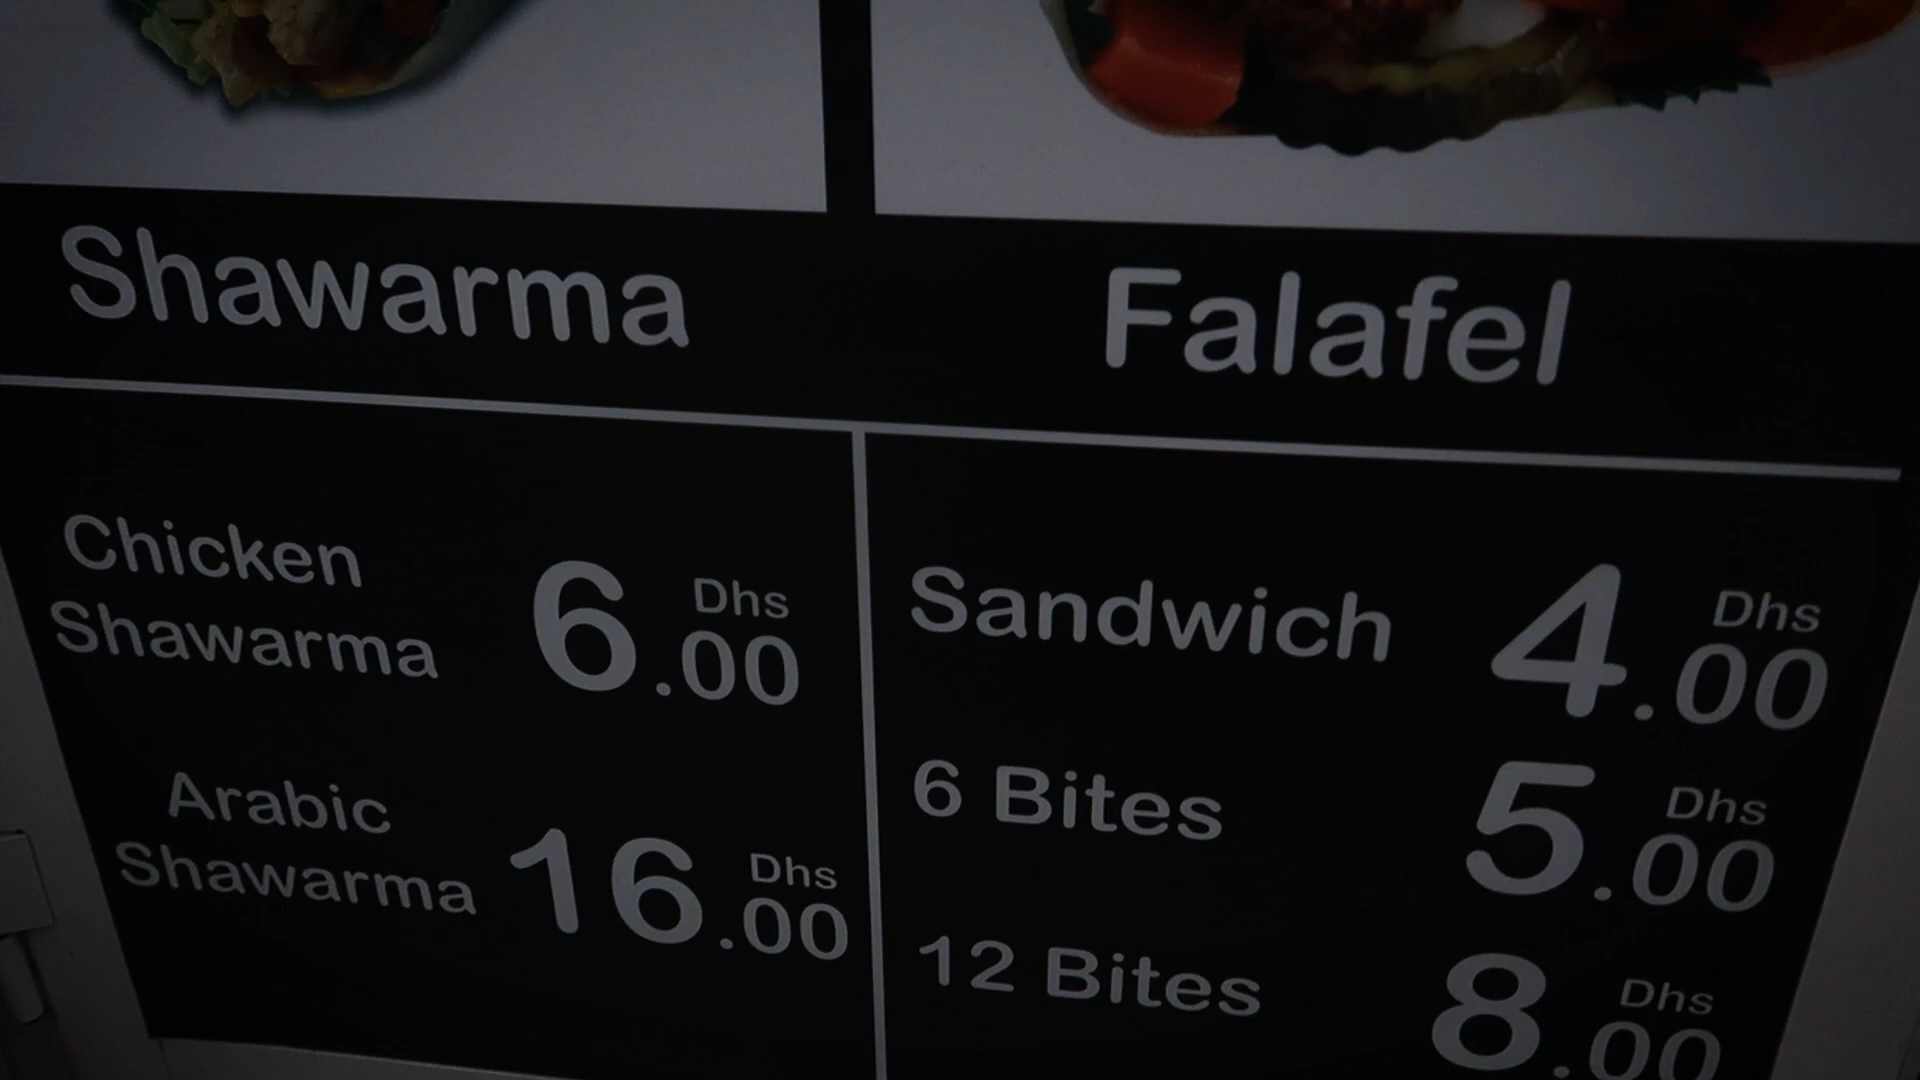 Shawarma
Chicken
Shawarma
6.00 Dhs
Arabic
Shawarma
16.00 Dhs
Falafel
Sandwich 4.00 Dhs
6 Bites 5.00 Dhs
12 Bites 8.00 Dhs